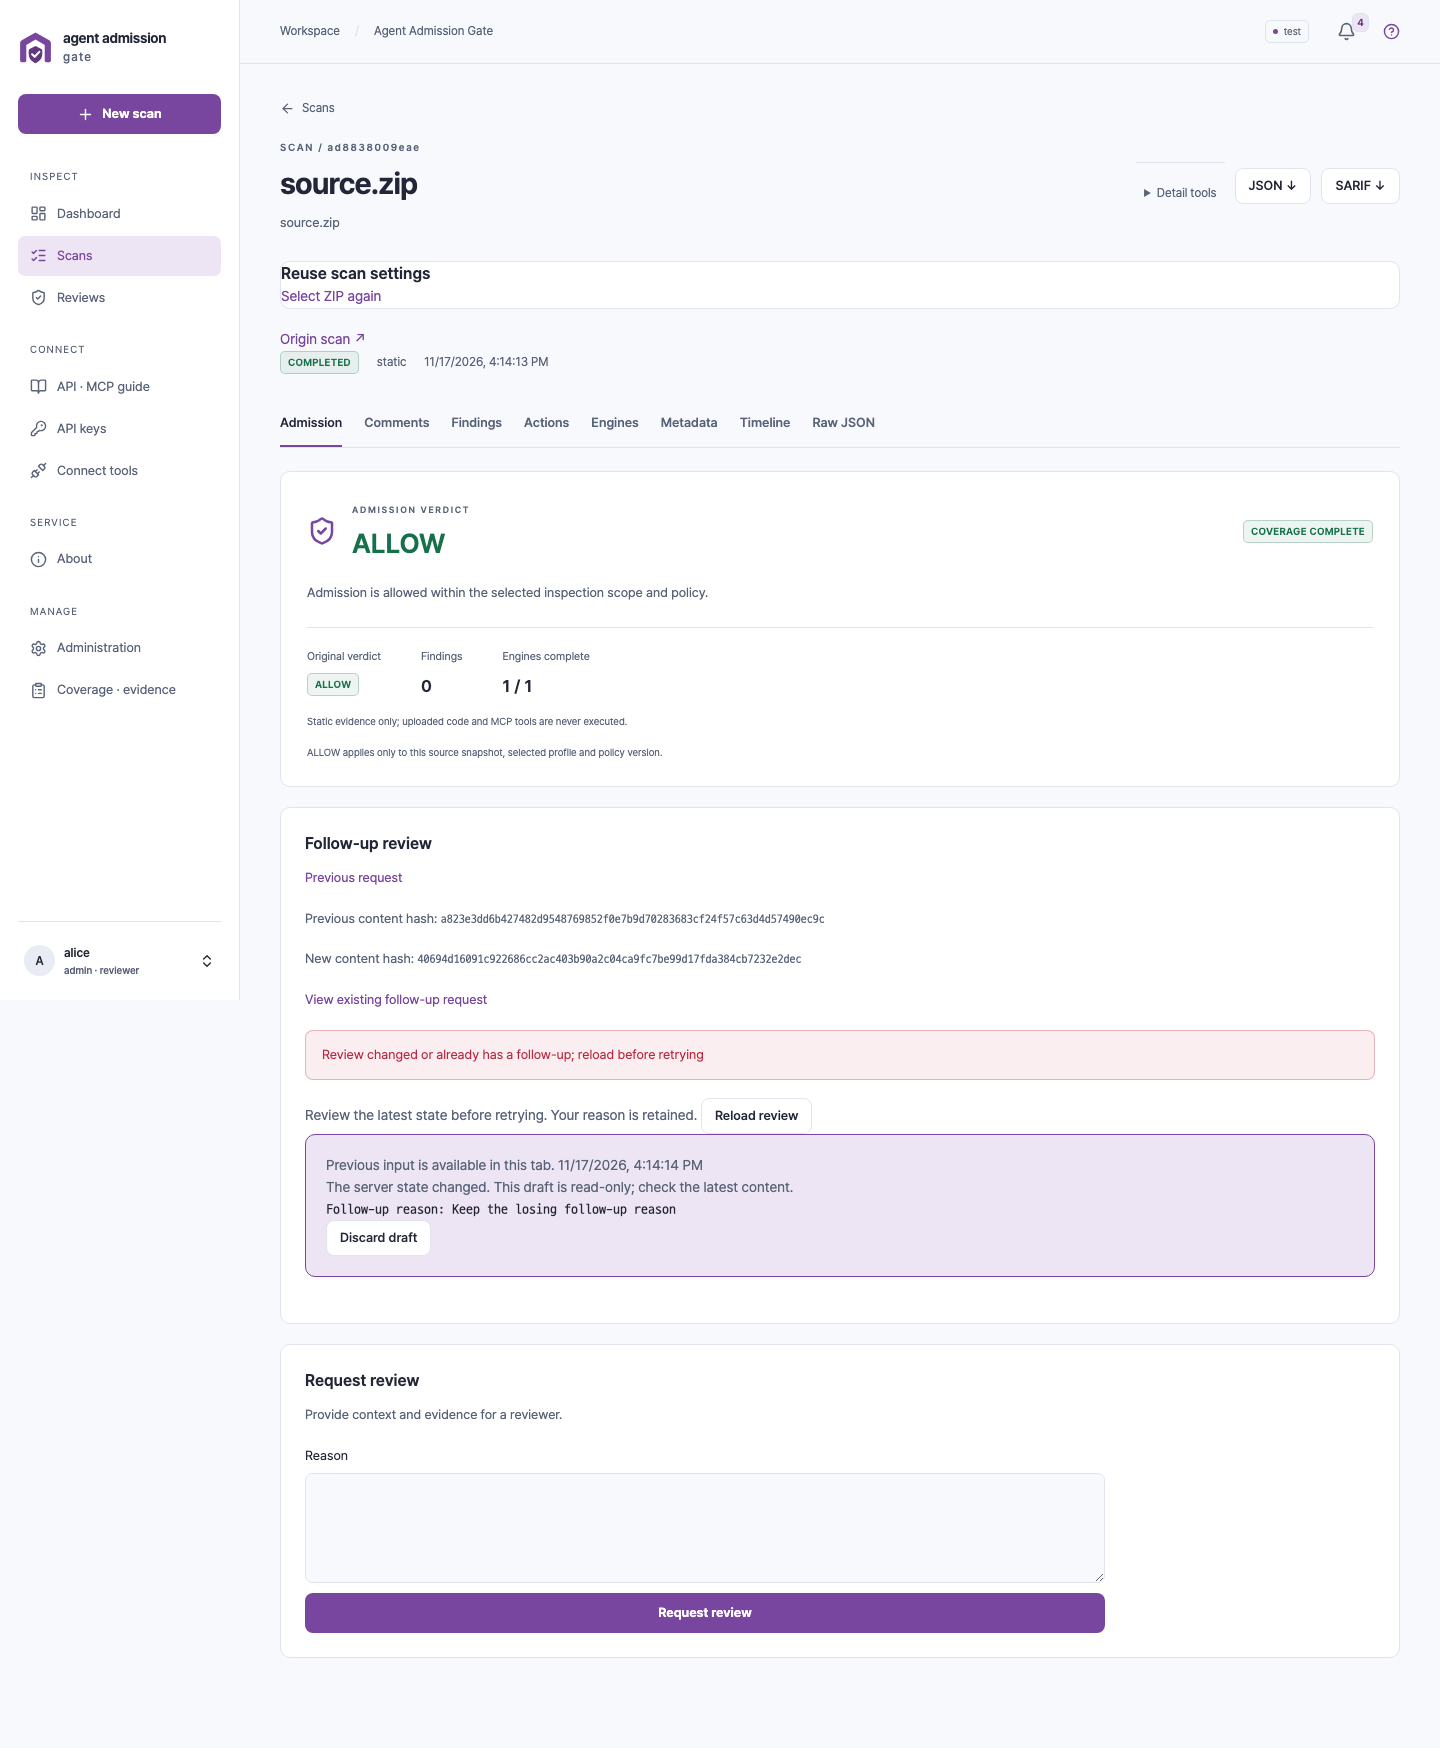 agent admission
gate
New scan
INSPECT
Dashboard
Scans
Reviews
CONNECT
API · MCP guide
API keys
Connect tools
SERVICE
About
MANAGE
Administration
Coverage · evidence
A
alice
admin · reviewer
Workspace / Agent Admission Gate
test
4
Scans
SCAN / ad8838009eae
source.zip
source.zip
Detail tools
JSON ↓
SARIF ↓
Reuse scan settings
Select ZIP again
Origin scan ↗
COMPLETED static 11/17/2026, 4:14:13 PM
Admission Comments Findings Actions Engines Metadata Timeline Raw JSON
ADMISSION VERDICT
ALLOW
COVERAGE COMPLETE
Admission is allowed within the selected inspection scope and policy.
Original verdict Findings Engines complete
ALLOW 0 1 / 1
Static evidence only; uploaded code and MCP tools are never executed.
ALLOW applies only to this source snapshot, selected profile and policy version.
Follow-up review
Previous request
Previous content hash: a823e3dd6b427482d9548769852f0e7b9d70283683cf24f57c63d4d57490ec9c
New content hash: 40694d16091c922686cc2ac403b90a2c04ca9fc7be99d17fda384cb7232e2dec
View existing follow-up request
Review changed or already has a follow-up; reload before retrying
Review the latest state before retrying. Your reason is retained. Reload review
Previous input is available in this tab. 11/17/2026, 4:14:14 PM
The server state changed. This draft is read-only; check the latest content.
Follow-up reason: Keep the losing follow-up reason
Discard draft
Request review
Provide context and evidence for a reviewer.
Reason
Request review